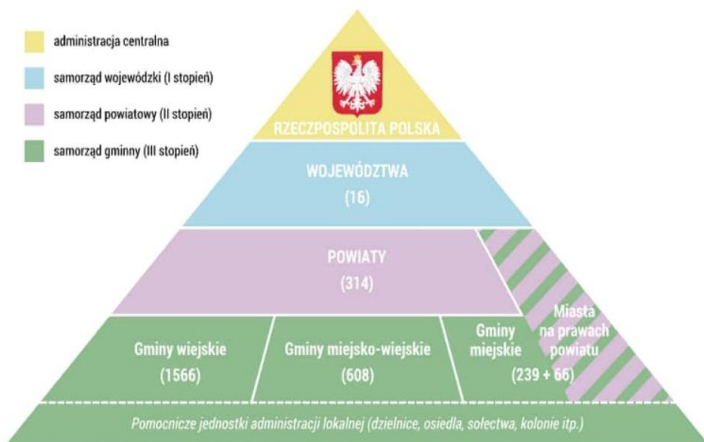 administracja centralna
samorząd wojewódzki (I stopień)
samorząd powiatowy (II stopień)
samorząd gminny (III stopień)
RZECZPOSPOLITA POLSKA
WOJEWÓDZTWA
(16)
POWIATY
(314)
Gminy wiejskie
(1566)
Gminy miejsko-wiejskie
(608)
Gminy
miejskie
Miasta
na prawach
powiatu
(239 + 66)
Pomocnicze jednostki administracji lokalnej (dzielnice, osiedla, sołectwa, kolonie itp.)